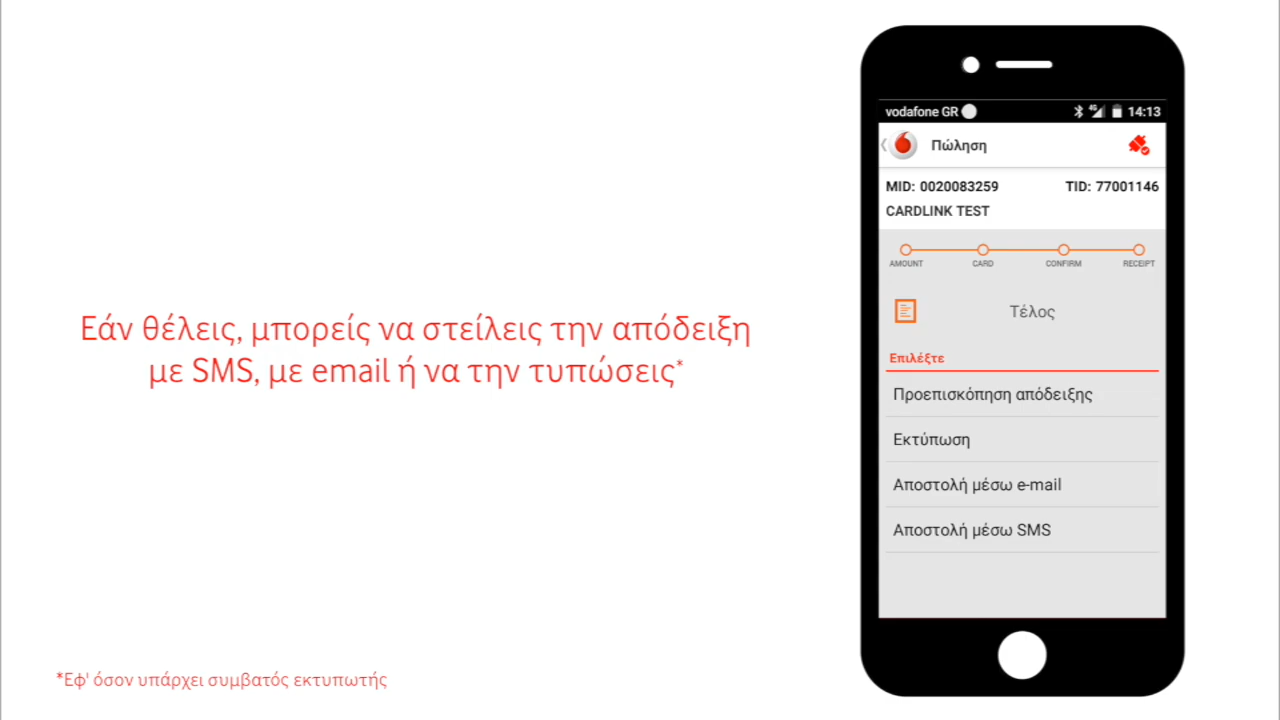 Εάν θέλεις, μπορείς να στείλεις την απόδειξη
με SMS, με email ή να την τυπώσεις*
*Εφ' όσον υπάρχει συμβατός εκτυπωτής
vodafone GR 4G 14:13
Πώληση
MID: 0020083259 TID: 77001146
CARDLINK TEST
AMOUNT CARD CONFIRM RECEIPT
Τέλος
Επιλέξτε
Προεπισκόπηση απόδειξης
Εκτύπωση
Αποστολή μέσω e-mail
Αποστολή μέσω SMS